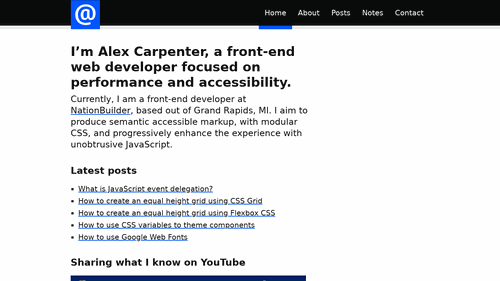 @
Home About Posts Notes Contact
I'm Alex Carpenter, a front-end
web developer focused on
performance and accessibility.
Currently, I am a front-end developer at
NationBuilder, based out of Grand Rapids, MI. I aim to
produce semantic accessible markup, with modular
CSS, and progressively enhance the experience with
unobtrusive JavaScript.
Latest posts
What is JavaScript event delegation?
How to create an equal height grid using CSS Grid
How to create an equal height grid using Flexbox CSS
How to use CSS variables to theme components
How to use Google Web Fonts
Sharing what I know on YouTube